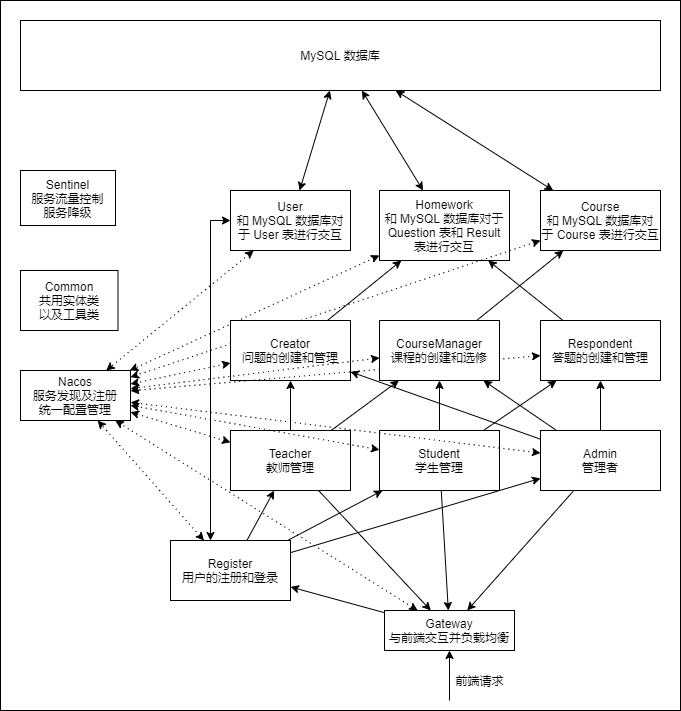 MySQL 数据库
Sentinel
服务流量控制
服务降级
User
和 MySQL 数据库对
于 User 表进行交互
Homework
和 MySQL 数据库对于
Question 表和 Result
表进行交互
Course
和 MySQL 数据库对
于 Course 表进行交互
Common
共用实体类
以及工具类
Creator
问题的创建和管理
CourseManager
课程的创建和选修
Respondent
答题的创建和管理
Nacos
服务发现及注册
统一配置管理
Teacher
教师管理
Student
学生管理
Admin
管理者
Register
用户的注册和登录
Gateway
与前端交互并负载均衡
前端请求